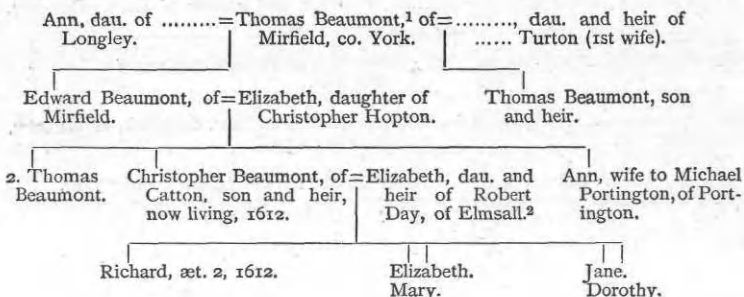 Ann, dau. of .........=Thomas Beaumont,¹ of=........., dau. and heir of
Longley. Mirfield, co. York. ...... Turton (1st wife).
Edward Beaumont, of=Elizabeth, daughter of Thomas Beaumont, son
Mirfield. Christopher Hopton. and heir.
2. Thomas Christopher Beaumont, of=Elizabeth, dau. and Ann, wife to Michael
Beaumont. Catton, son and heir, heir of Robert Portington, of Port-
now living, 1612. Day, of Elmsall.² ington.
Richard, æt. 2, 1612. Elizabeth. Jane.
Mary. Dorothy.